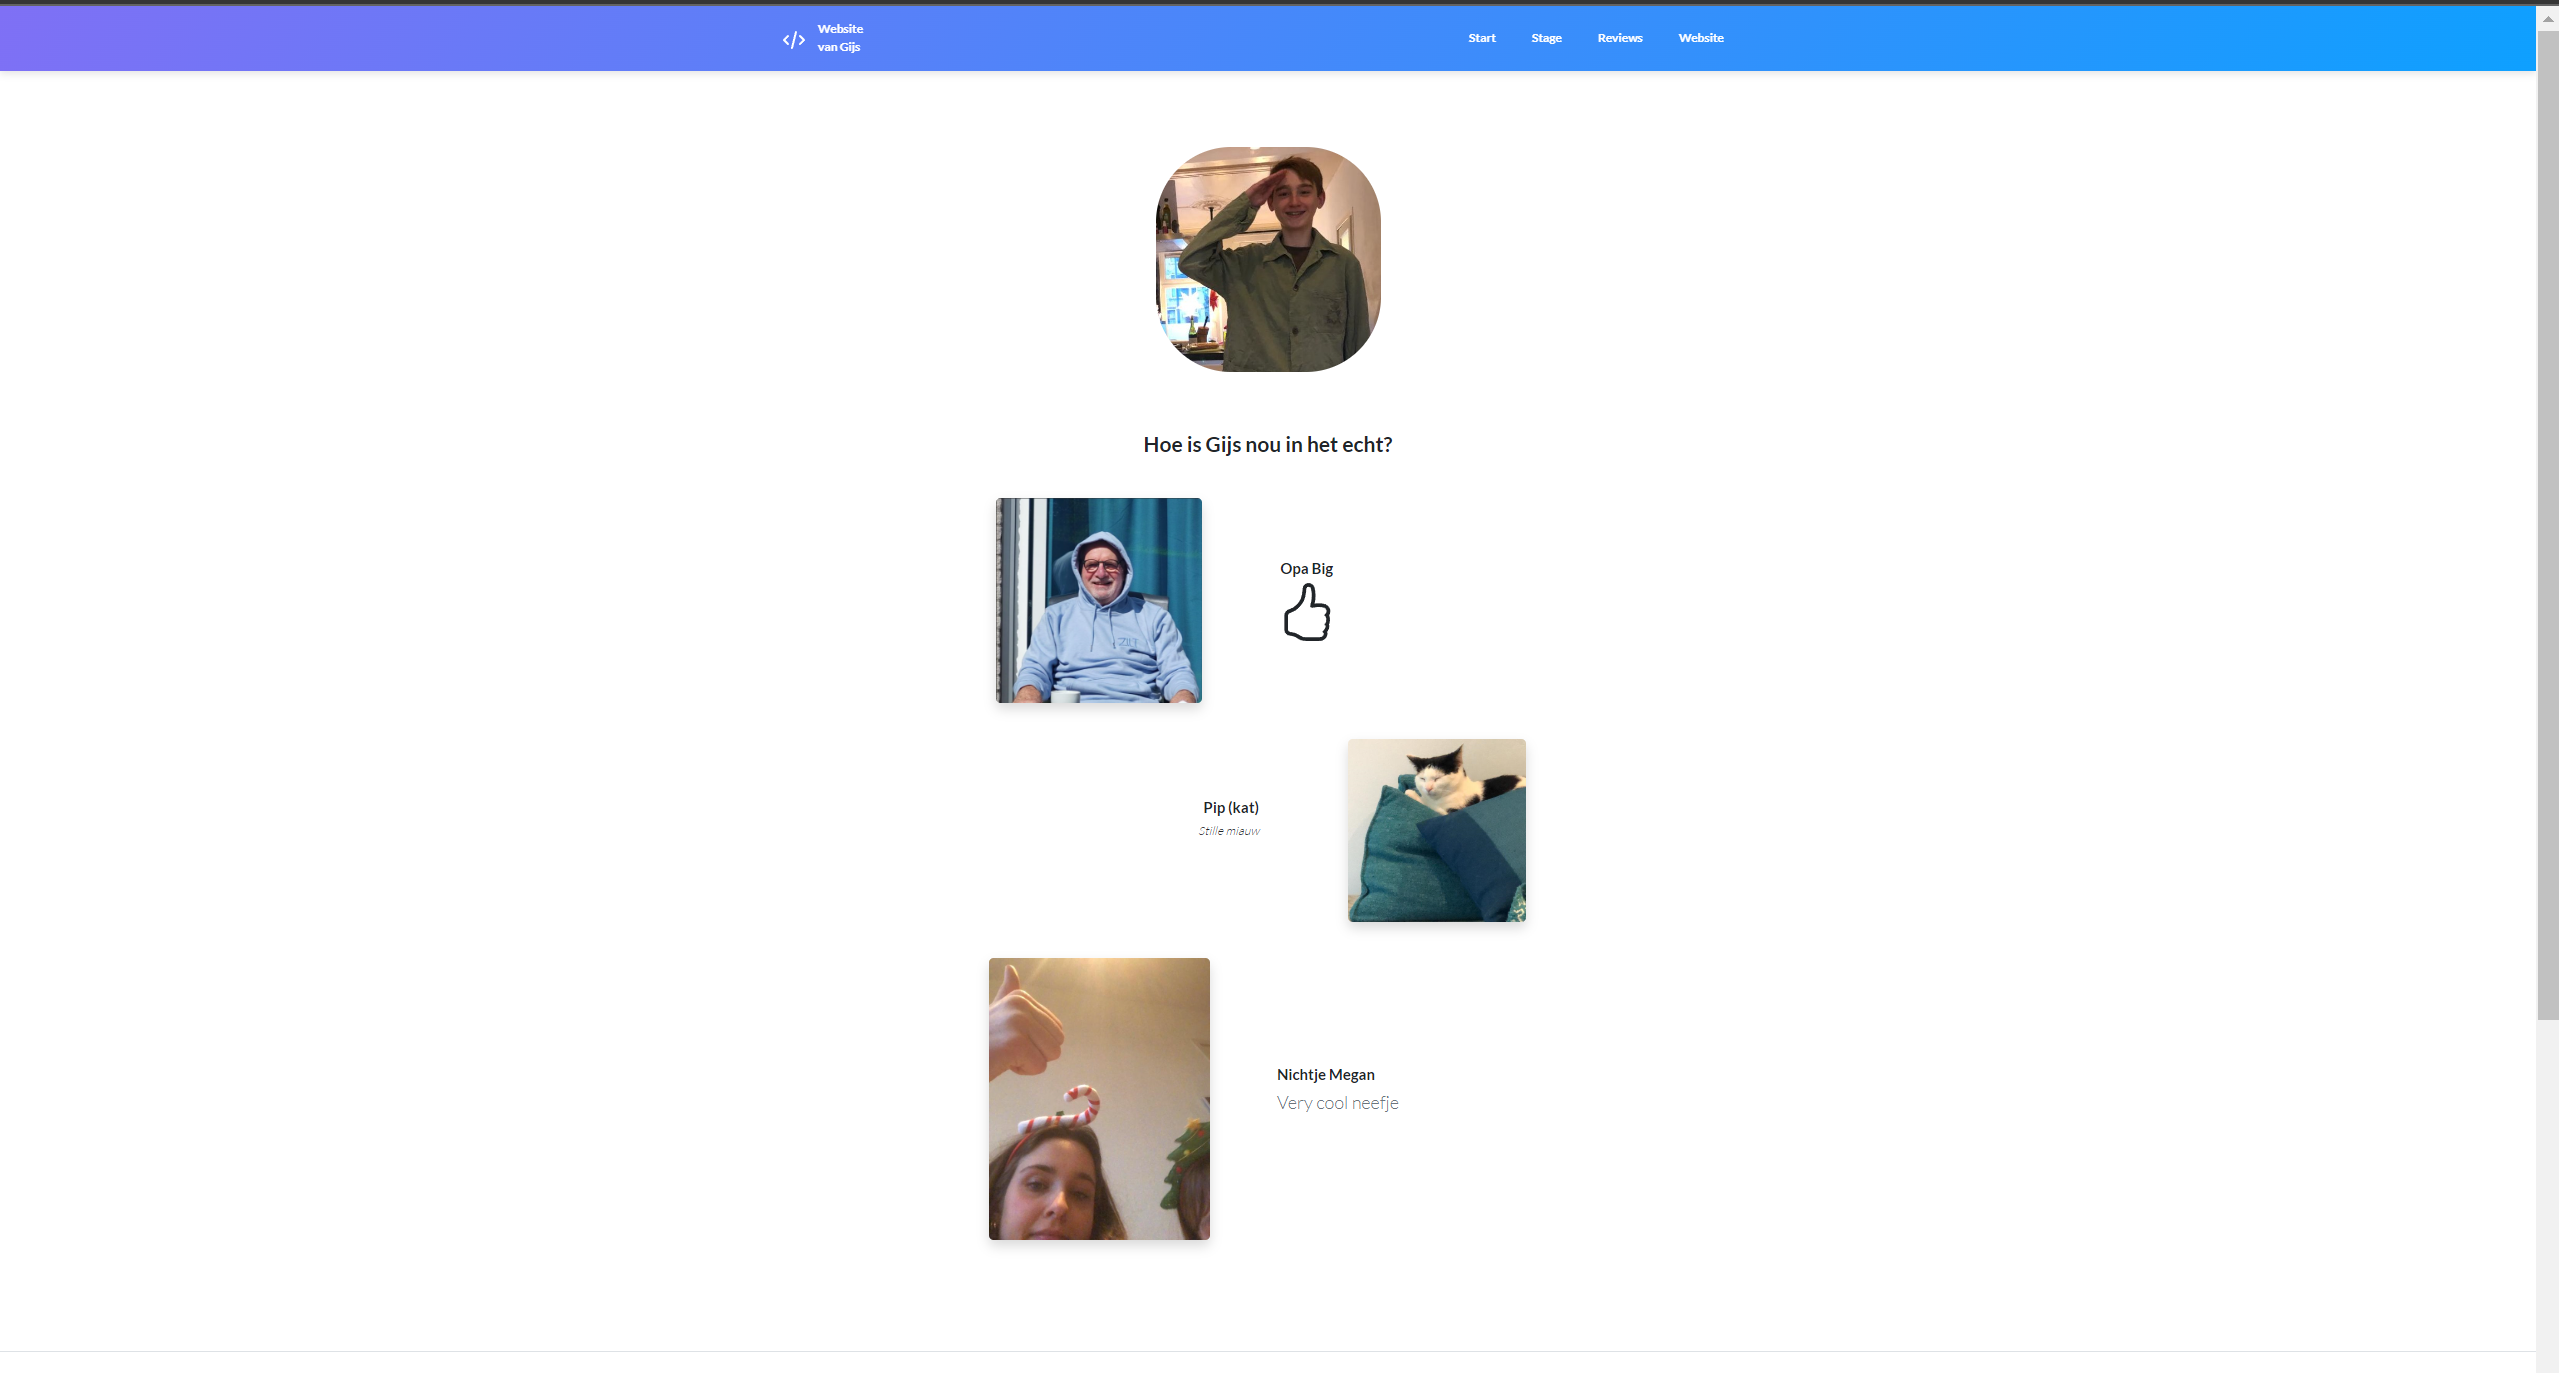 Website
van Gijs
Start Stage Reviews Website
Hoe is Gijs nou in het echt?
Opa Big
Pip (kat)
Stille miauw
Nichtje Megan
Very cool neefje